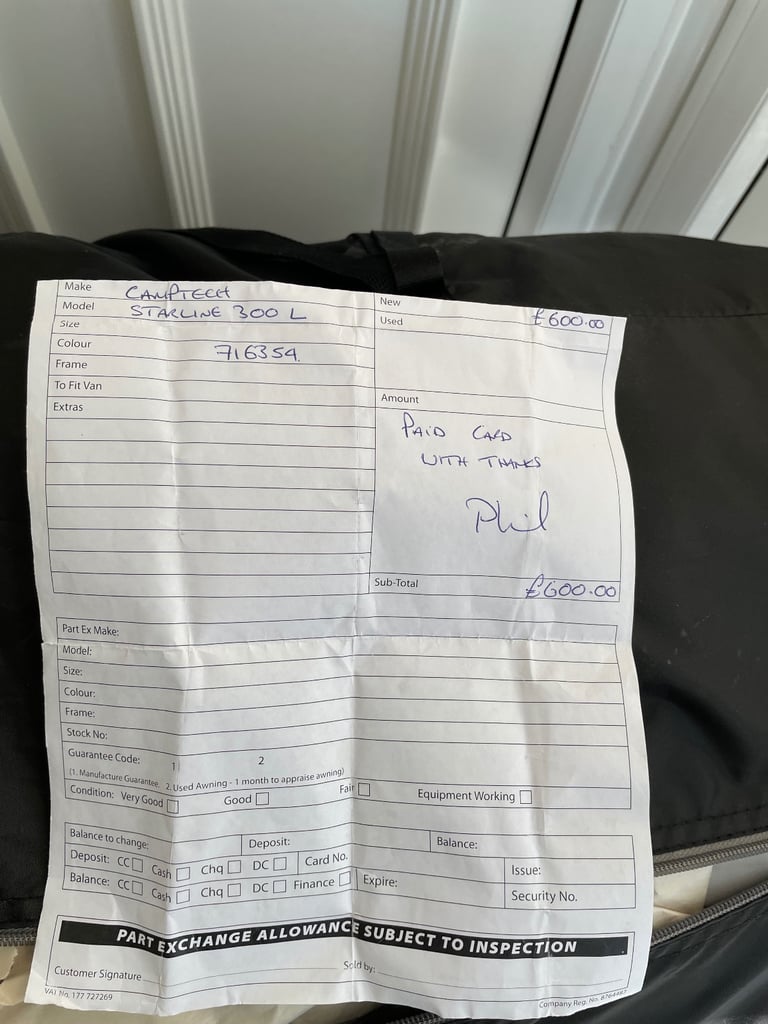 Make CAMPTECH
Model STARLINE 300 L
Size
Colour 716354
Frame
To Fit Van
Extras
New £600.00
Used
Amount
PAID CARD
WITH THANKS
Phil
Sub-Total £600.00
Part Ex Make:
Model:
Size:
Colour:
Frame:
Stock No:
Guarantee Code: 1 2
(1. Manufacture Guarantee. 2. Used Awning - 1 month to appraise awning)
Condition: Very Good Good Fair Equipment Working
Balance to change: Deposit: Balance:
Deposit: CC Cash Chq DC Card No. Issue:
Balance: CC Cash Chq DC Finance Expire: Security No.
PART EXCHANGE ALLOWANCE SUBJECT TO INSPECTION
Customer Signature Sold by:
VAT No. 177 727269 Company Reg. No.